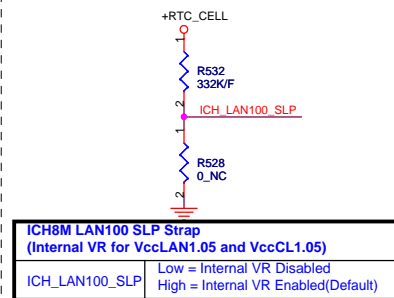 +RTC_CELL
1
R532
332K/F
2
ICH_LAN100_SLP
1
R528
0_NC
2
ICH8M LAN100 SLP Strap
(Internal VR for VccLAN1.05 and VccCL1.05)
ICH_LAN100_SLP
Low = Internal VR Disabled
High = Internal VR Enabled(Default)